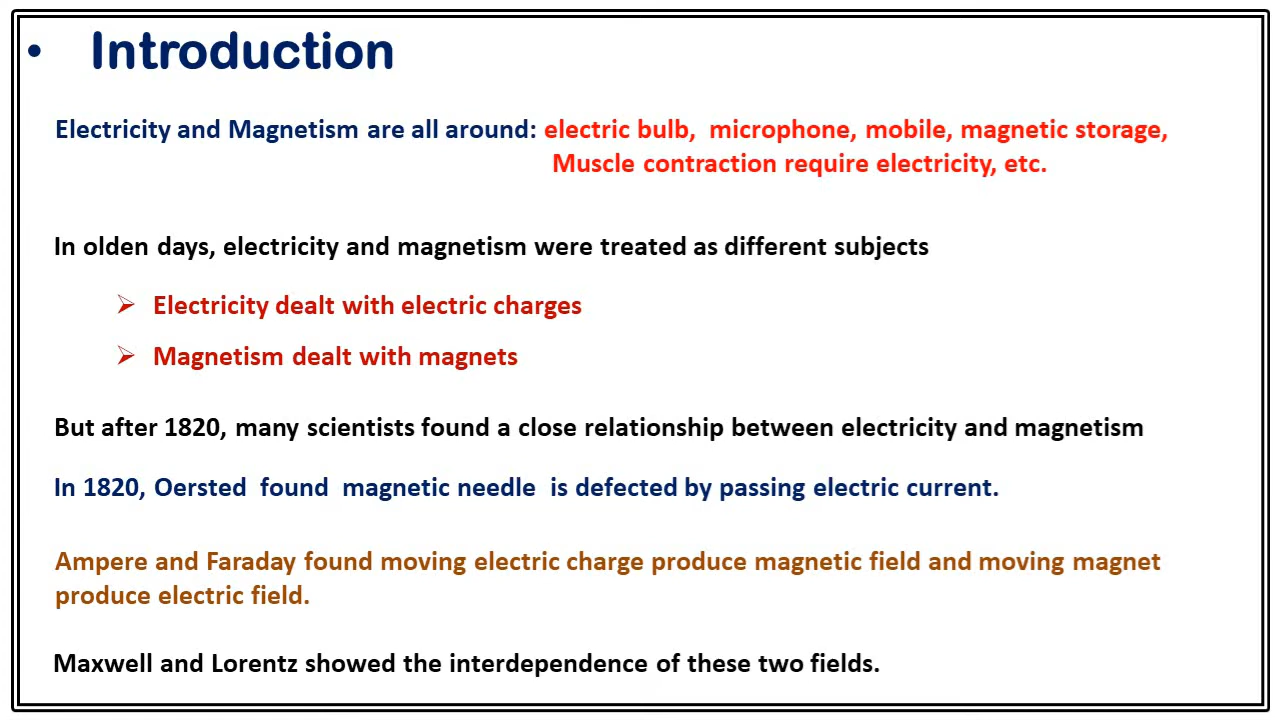 • Introduction
Electricity and Magnetism are all around: electric bulb, microphone, mobile, magnetic storage,
Muscle contraction require electricity, etc.
In olden days, electricity and magnetism were treated as different subjects
➢ Electricity dealt with electric charges
➢ Magnetism dealt with magnets
But after 1820, many scientists found a close relationship between electricity and magnetism
In 1820, Oersted found magnetic needle is defected by passing electric current.
Ampere and Faraday found moving electric charge produce magnetic field and moving magnet
produce electric field.
Maxwell and Lorentz showed the interdependence of these two fields.